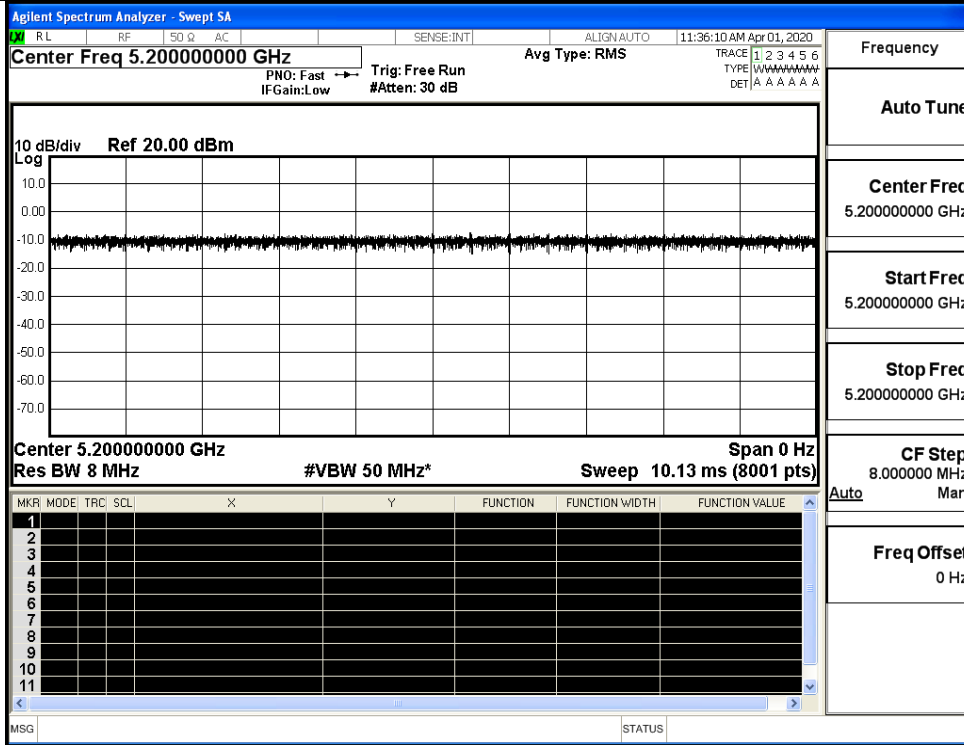 Agilent Spectrum Analyzer - Swept SA
LXI RL RF 50 Ω AC SENSE:INT ALIGN AUTO 11:36:10 AM Apr 01, 2020
Center Freq 5.200000000 GHz
PNO: Fast
IFGain:Low
Trig: Free Run
#Atten: 30 dB
Avg Type: RMS
TRACE 1 2 3 4 5 6
TYPE WWWWWW
DET A A A A A A
10 dB/div Ref 20.00 dBm
Log
10.0
0.00
-10.0
-20.0
-30.0
-40.0
-50.0
-60.0
-70.0
Center 5.200000000 GHz Span 0 Hz
Res BW 8 MHz #VBW 50 MHz* Sweep 10.13 ms (8001 pts)
MKR MODE TRC SCL X Y FUNCTION FUNCTION WIDTH FUNCTION VALUE
1
2
3
4
5
6
7
8
9
10
11
MSG STATUS
Frequency
Auto Tune
Center Freq
5.200000000 GHz
Start Freq
5.200000000 GHz
Stop Freq
5.200000000 GHz
CF Step
8.000000 MHz
Auto Man
Freq Offset
0 Hz